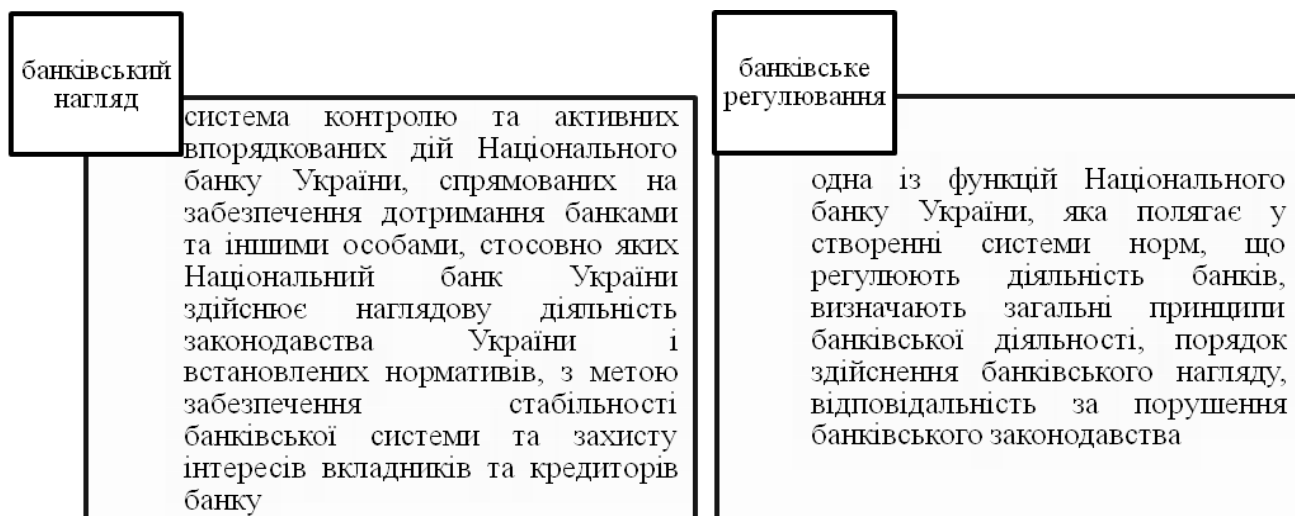 банківський
нагляд
система контролю та активних
впорядкованих дій Національного
банку України, спрямованих на
забезпечення дотримання банками
та іншими особами, стосовно яких
Національний банк України
здійснює наглядову діяльність
законодавства України і
встановлених нормативів, з метою
забезпечення стабільності
банківської системи та захисту
інтересів вкладників та кредиторів
банку
банківське
регулювання
одна із функцій Національного
банку України, яка полягає у
створенні системи норм, що
регулюють діяльність банків,
визначають загальні принципи
банківської діяльності, порядок
здійснення банківського нагляду,
відповідальність за порушення
банківського законодавства